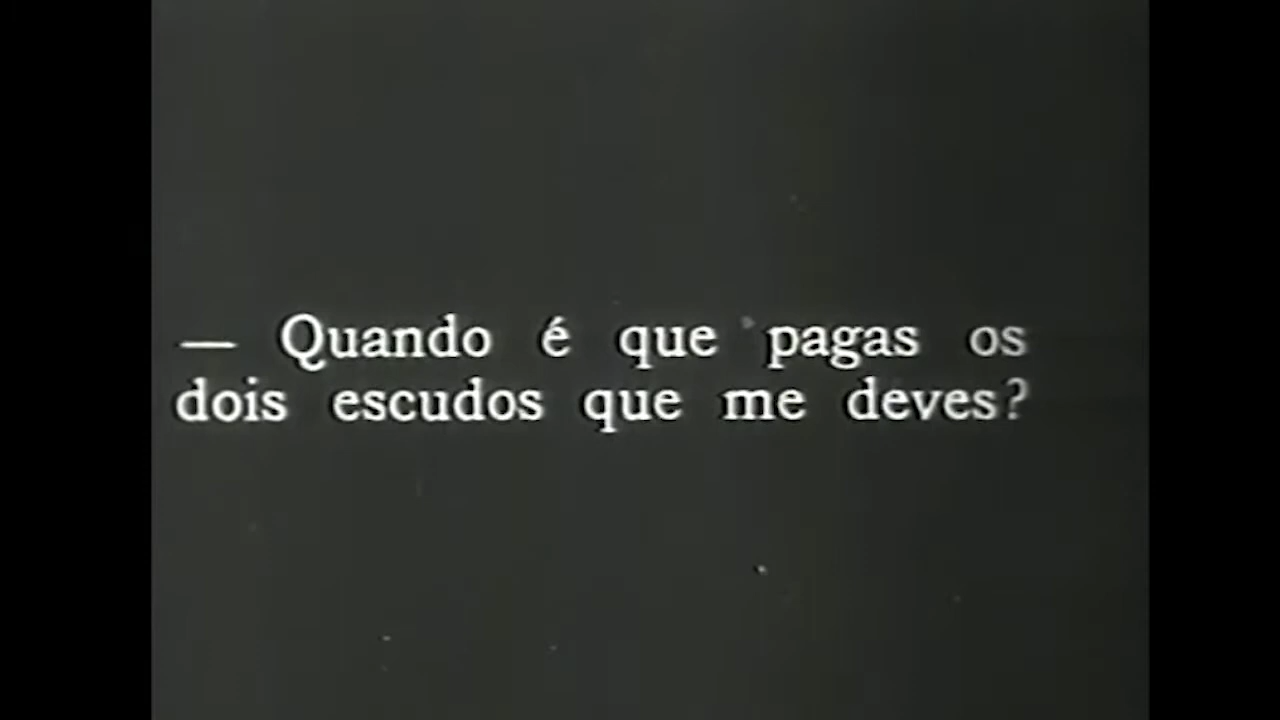 — Quando é que pagas os
dois escudos que me deves?